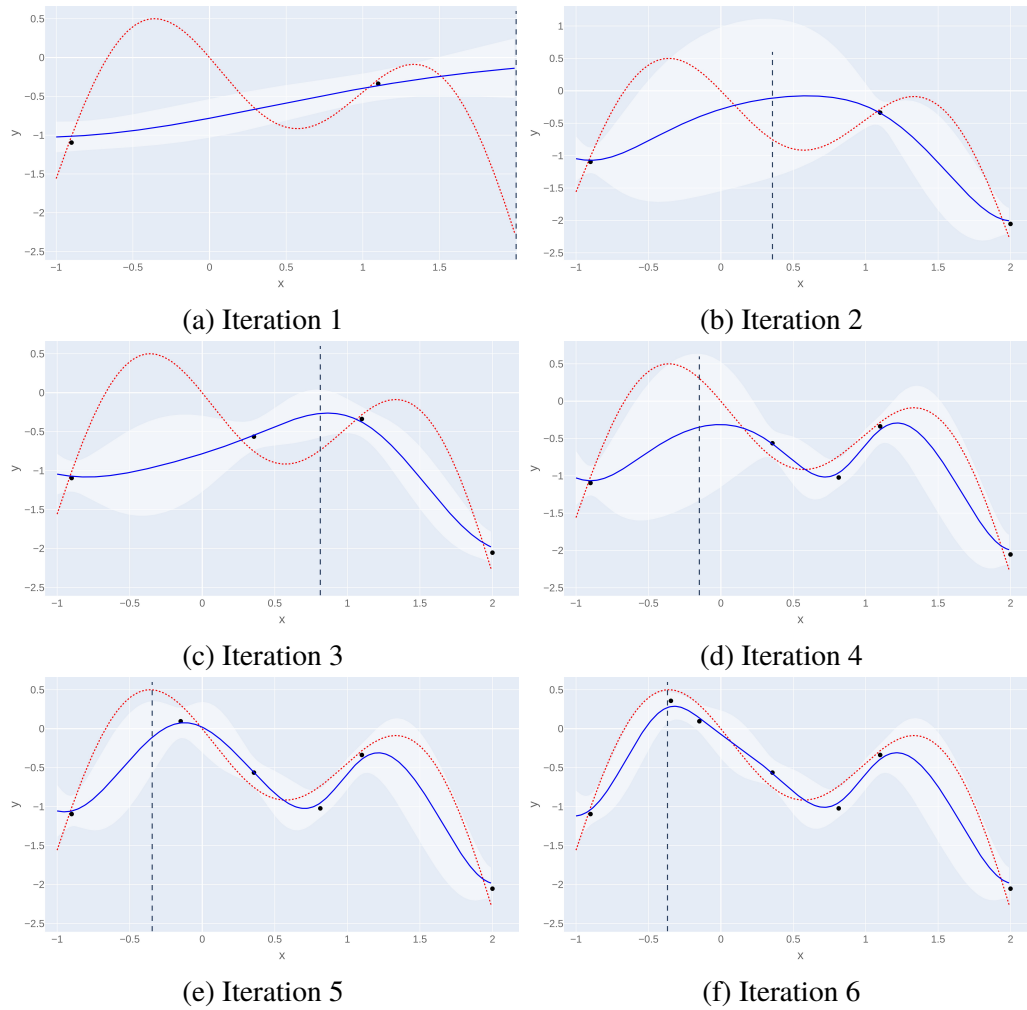 0.5
0
−0.5
−1
−1.5
−2
−2.5
y
−1 −0.5 0 0.5 1 1.5
x
(a) Iteration 1
1
0.5
0
−0.5
−1
−1.5
−2
−2.5
y
−1 −0.5 0 0.5 1 1.5 2
x
(b) Iteration 2
0.5
0
−0.5
−1
−1.5
−2
−2.5
y
−1 −0.5 0 0.5 1 1.5 2
x
(c) Iteration 3
0.5
0
−0.5
−1
−1.5
−2
−2.5
y
−1 −0.5 0 0.5 1 1.5 2
x
(d) Iteration 4
0.5
0
−0.5
−1
−1.5
−2
−2.5
y
−1 −0.5 0 0.5 1 1.5 2
x
(e) Iteration 5
0.5
0
−0.5
−1
−1.5
−2
−2.5
y
−1 −0.5 0 0.5 1 1.5 2
x
(f) Iteration 6